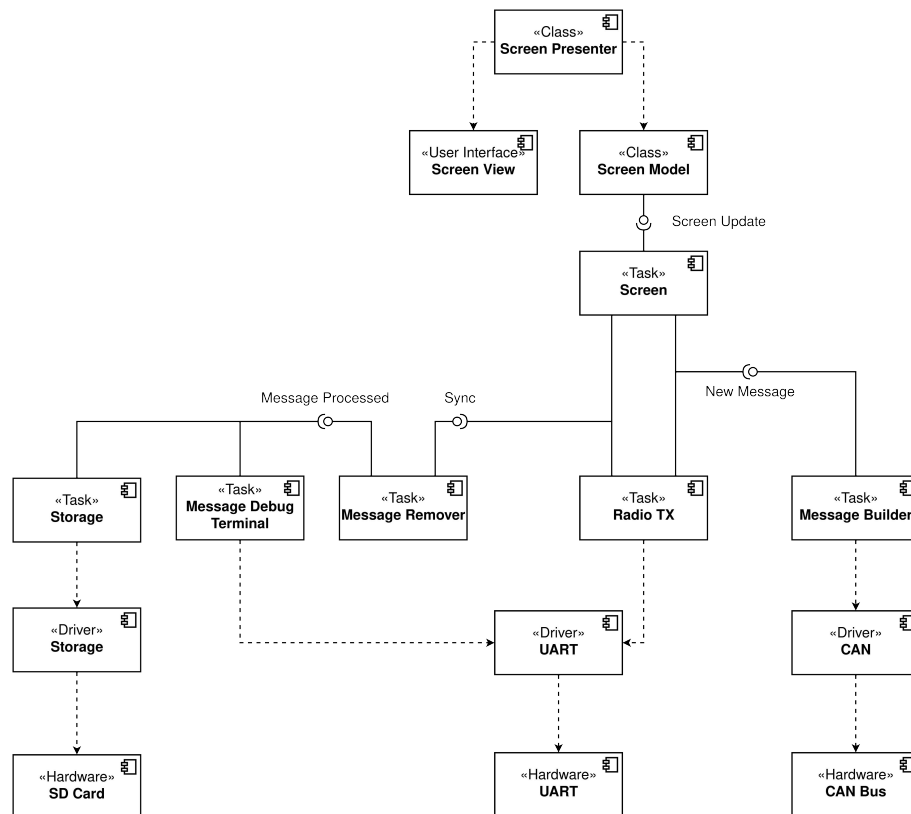 «Class»
Screen Presenter
«User Interface»
Screen View
«Class»
Screen Model
Screen Update
«Task»
Screen
New Message
Message Processed
Sync
«Task»
Storage
«Task»
Message Debug
Terminal
«Task»
Message Remover
«Task»
Radio TX
«Task»
Message Builder
«Driver»
Storage
«Driver»
UART
«Driver»
CAN
«Hardware»
SD Card
«Hardware»
UART
«Hardware»
CAN Bus